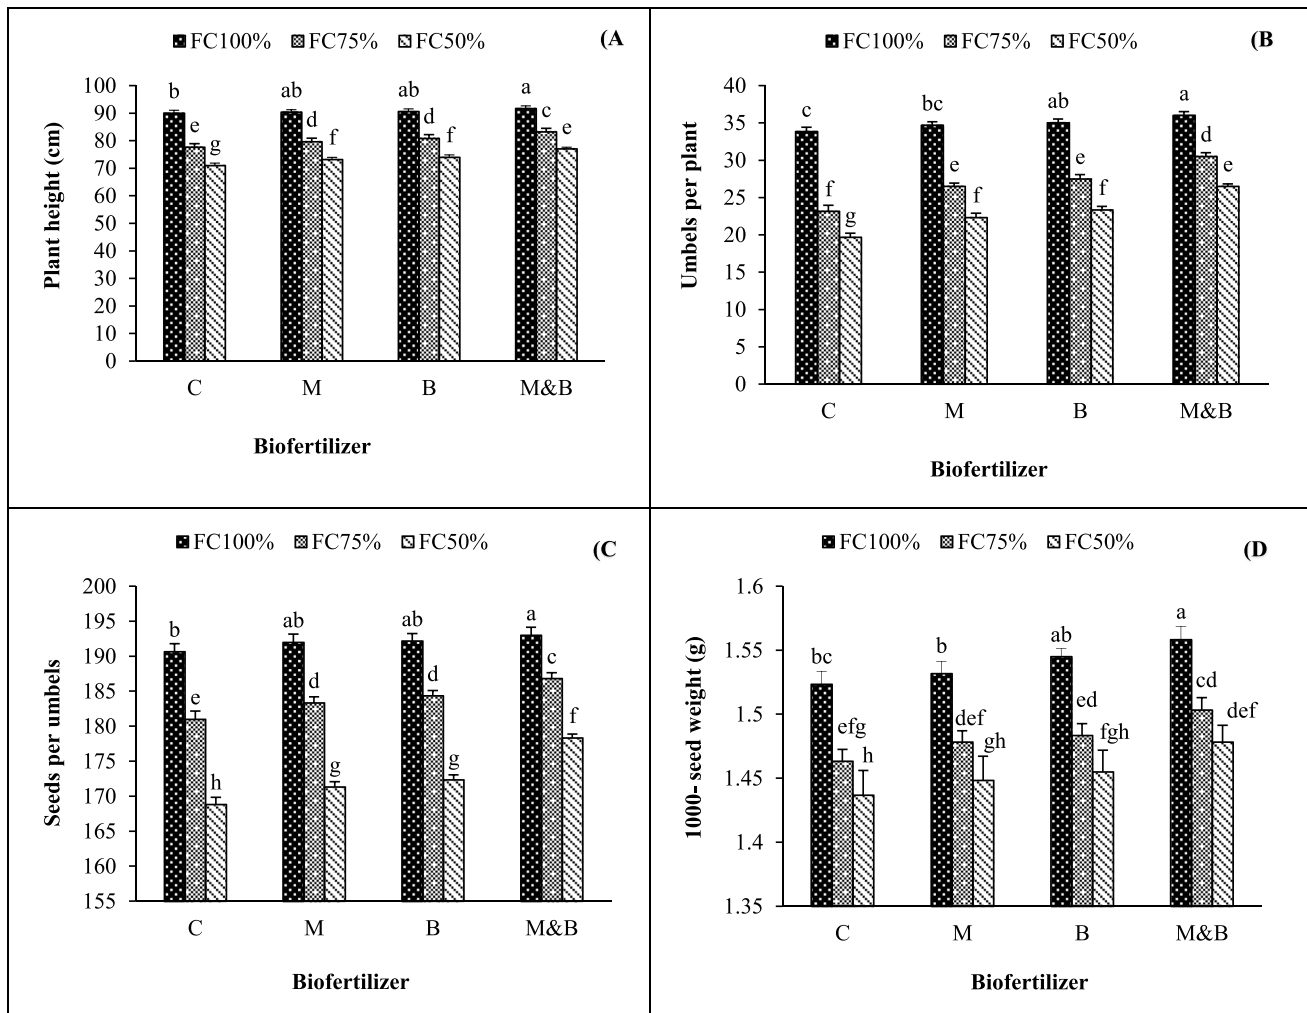 FC100% FC75% FC50% (A
100
90
80
70
60
50
40
30
20
10
0
Plant height (cm)
b e g ab d f ab d f a c e
C M B M&B
Biofertilizer
FC100% FC75% FC50% (B
40
35
30
25
20
15
10
5
0
Umbels per plant
c f g bc e f ab e f a d e
C M B M&B
Biofertilizer
FC100% FC75% FC50% (C
200
195
190
185
180
175
170
165
160
155
Seeds per umbels
b e h ab d g ab d g a c f
C M B M&B
Biofertilizer
FC100% FC75% FC50% (D
1.6
1.55
1.5
1.45
1.4
1.35
1000- seed weight (g)
bc efg h b def gh ab ed fgh a cd def
C M B M&B
Biofertilizer